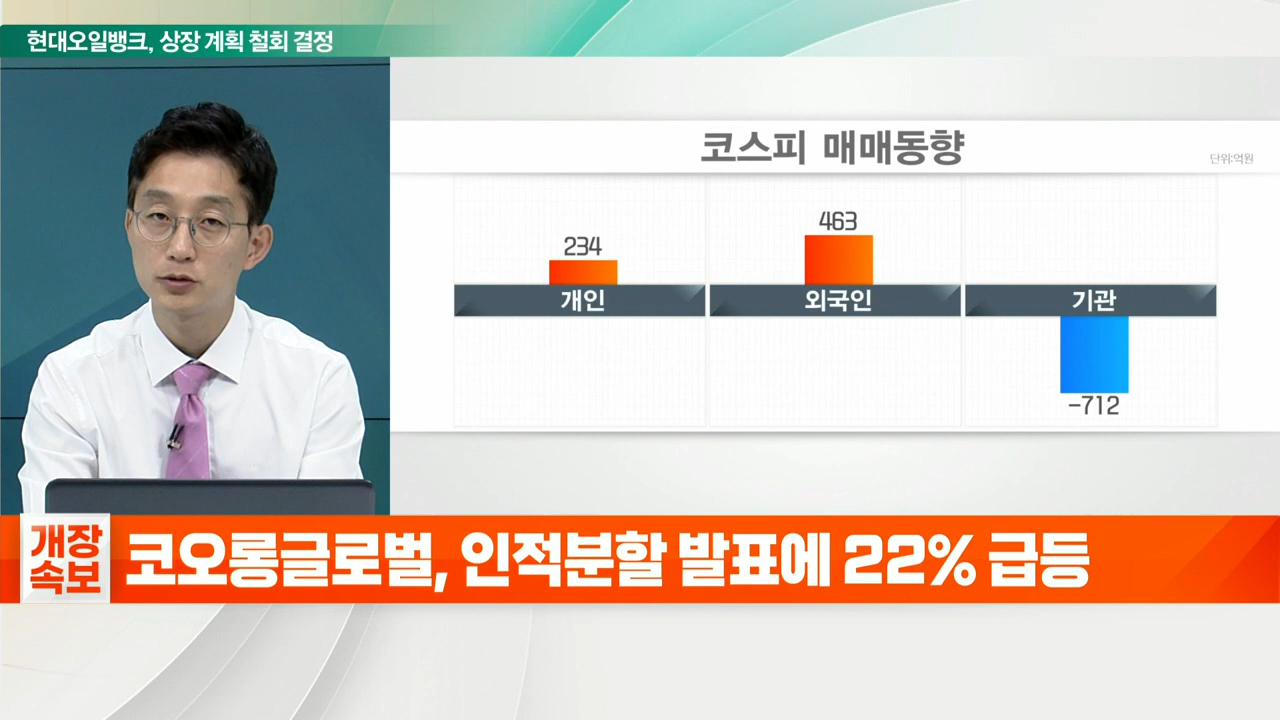 현대오일뱅크, 상장 계획 철회 결정
코스피 매매동향
단위:억원
234
463
개인
외국인
기관
-712
개장
속보
코오롱글로벌, 인적분할 발표에 22% 급등